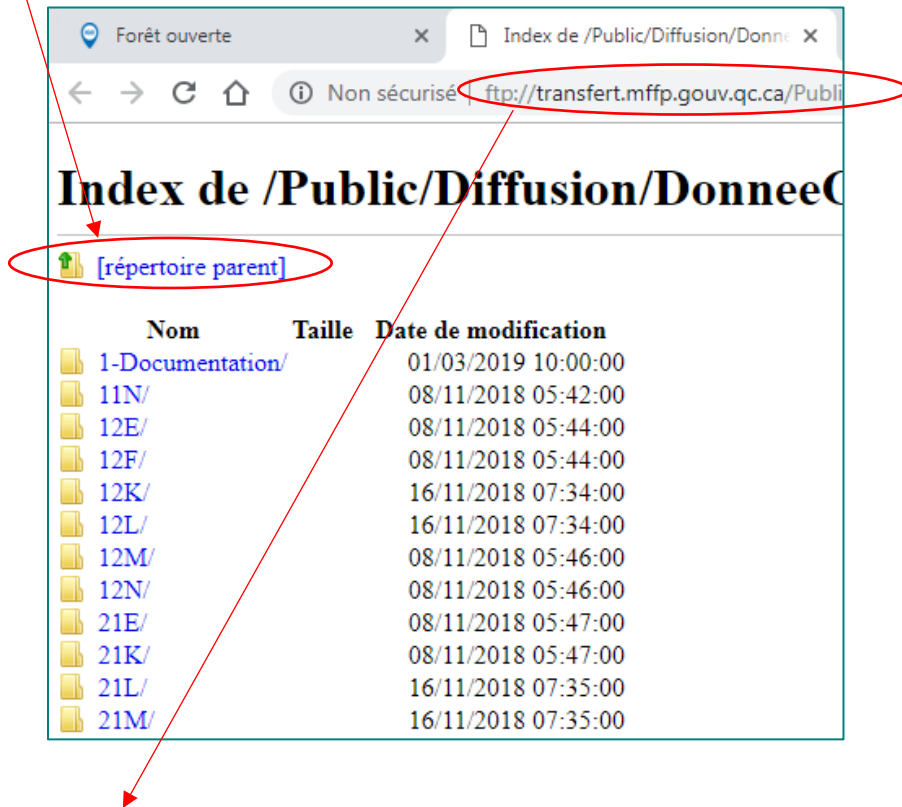 Forêt ouverte × Index de /Public/Diffusion/Donne ×
Non sécurisé | ftp://transfert.mffp.gouv.qc.ca/Publi
Index de /Public/Diffusion/Donnee
[répertoire parent]
Nom Taille Date de modification
1-Documentation/ 01/03/2019 10:00:00
11N/ 08/11/2018 05:42:00
12E/ 08/11/2018 05:44:00
12F/ 08/11/2018 05:44:00
12K/ 16/11/2018 07:34:00
12L/ 16/11/2018 07:34:00
12M/ 08/11/2018 05:46:00
12N/ 08/11/2018 05:46:00
21E/ 08/11/2018 05:47:00
21K/ 08/11/2018 05:47:00
21L/ 16/11/2018 07:35:00
21M/ 16/11/2018 07:35:00